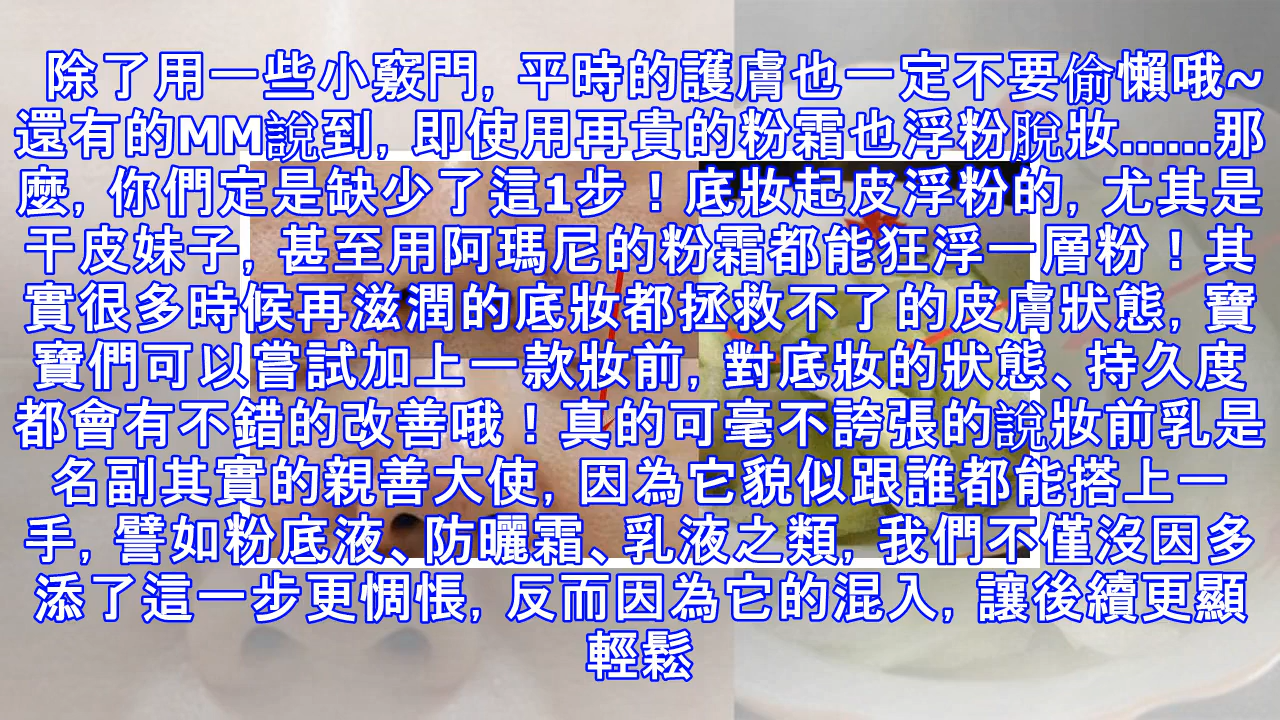 除了用一些小竅門, 平時的護膚也一定不要偷懶哦~
還有的MM說到, 即使用再貴的粉霜也浮粉脫妝......那
麼, 你們定是缺少了這1步！底妝起皮浮粉的, 尤其是
干皮妹子, 甚至用阿瑪尼的粉霜都能狂浮一層粉！其
實很多時候再滋潤的底妝都拯救不了的皮膚狀態, 寶
寶們可以嘗試加上一款妝前, 對底妝的狀態、持久度
都會有不錯的改善哦！真的可毫不誇張的說妝前乳是
名副其實的親善大使, 因為它貌似跟誰都能搭上一
手, 譬如粉底液、防曬霜、乳液之類, 我們不僅沒因多
添了這一步更惆悵, 反而因為它的混入, 讓後續更顯
輕鬆